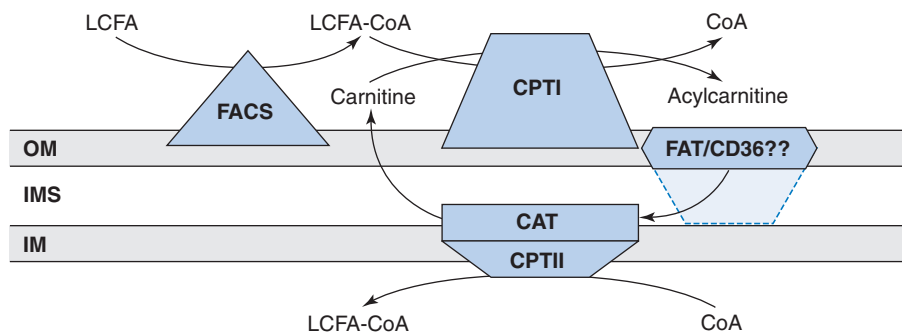 LCFA
LCFA-CoA
CoA
FACS
Carnitine
CPTI
Acylcarnitine
OM
FAT/CD36??
IMS
CAT
IM
CPTII
LCFA-CoA
CoA